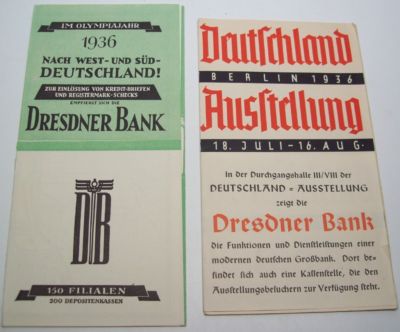 IM OLYMPIAJAHR
1936
NACH WEST- UND SÜD-
DEUTSCHLAND!
ZUR EINLÖSUNG VON KREDIT-BRIEFEN
UND REGISTERMARK-SCHECKS
EMPFIEHLT SICH DIE
DRESDNER BANK
DB
150 FILIALEN
200 DEPOSITENKASSEN
Deutschland
BERLIN 1936
Ausstellung
18. JULI-16. AUG.
In der Durchgangshalle III/VIII der
DEUTSCHLAND=AUSSTELLUNG
zeigt die
Dresdner Bank
die Funktionen und Dienstleistungen einer
modernen deutschen Großbank. Dort be-
findet sich auch eine Kassenstelle, die den
Ausstellungsbesuchern zur Verfügung steht.